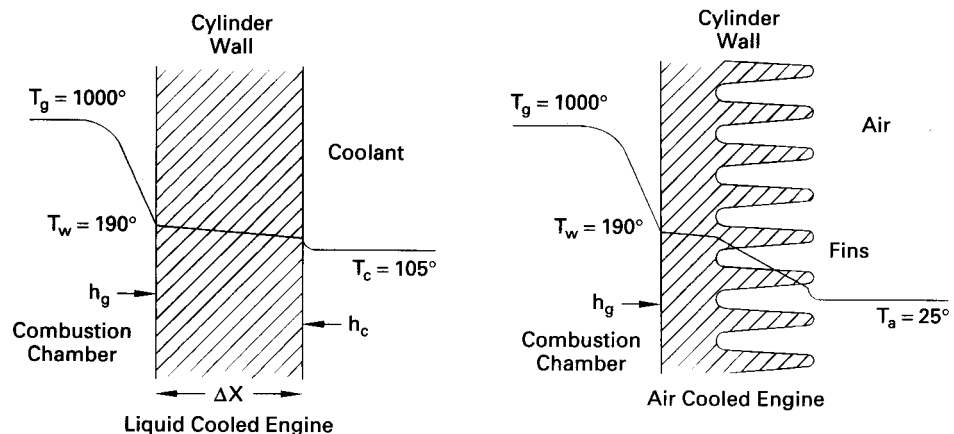 Cylinder
Wall
T_g = 1000°
Coolant
T_w = 190°
T_c = 105°
h_g
h_c
Combustion
Chamber
ΔX
Liquid Cooled Engine
Cylinder
Wall
T_g = 1000°
Air
T_w = 190°
Fins
h_g
T_a = 25°
Combustion
Chamber
Air Cooled Engine